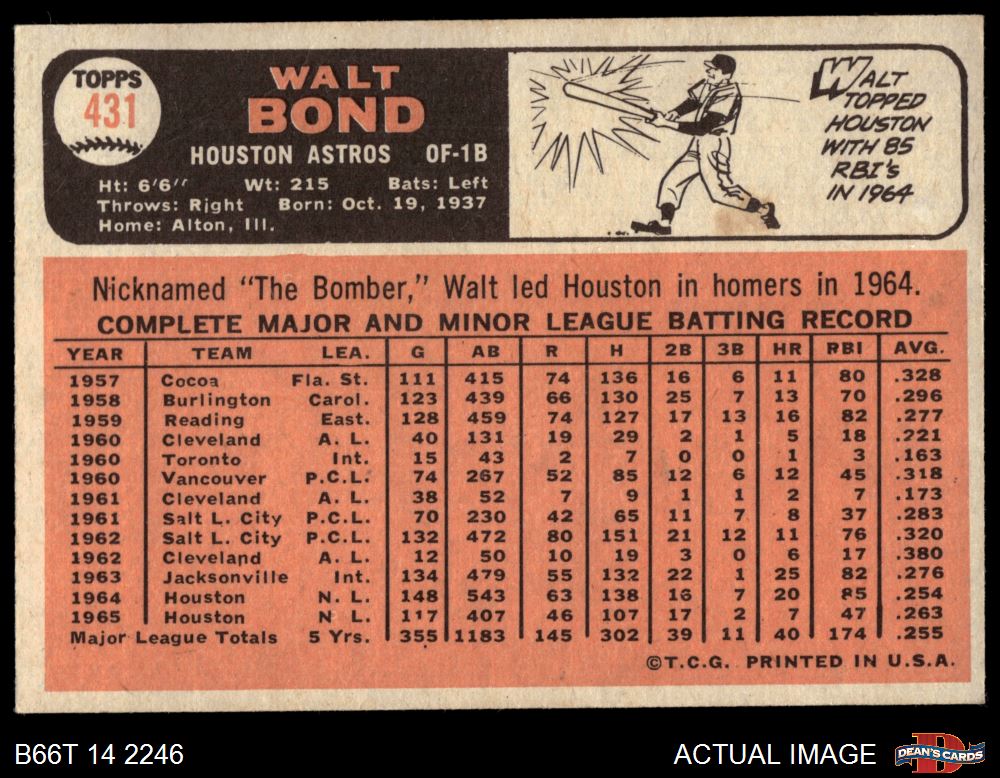 TOPPS
431
WALT
BOND
HOUSTON ASTROS OF-1B
Ht: 6'6" Wt: 215 Bats: Left
Throws: Right Born: Oct. 19, 1937
Home: Alton, Ill.
WALT
TOPPED
HOUSTON
WITH 85
RBI's
IN 1964
Nicknamed "The Bomber," Walt led Houston in homers in 1964.
COMPLETE MAJOR AND MINOR LEAGUE BATTING RECORD
YEAR TEAM LEA. G AB R H 2B 3B HR RBI AVG.
1957 Cocoa Fla. St. 111 415 74 136 16 6 11 80 .328
1958 Burlington Carol. 123 439 66 130 25 7 13 70 .296
1959 Reading East. 128 459 74 127 17 13 16 82 .277
1960 Cleveland A. L. 40 131 19 29 2 1 5 18 .221
1960 Toronto Int. 15 43 2 7 0 0 1 3 .163
1960 Vancouver P.C.L. 74 267 52 85 12 6 12 45 .318
1961 Cleveland A. L. 38 52 7 9 1 1 2 7 .173
1961 Salt L. City P.C.L. 70 230 42 65 11 7 8 37 .283
1962 Salt L. City P.C.L. 132 472 80 151 21 12 11 76 .320
1962 Cleveland A. L. 12 50 10 19 3 0 6 17 .380
1963 Jacksonville Int. 134 479 55 132 22 1 25 82 .276
1964 Houston N. L. 148 543 63 138 16 7 20 85 .254
1965 Houston N L. 117 407 46 107 17 2 7 47 .263
Major League Totals 5 Yrs. 355 1183 145 302 39 11 40 174 .255
©T.C.G. PRINTED IN U.S.A.
B66T 14 2246
ACTUAL IMAGE
D
DEAN'S CARDS